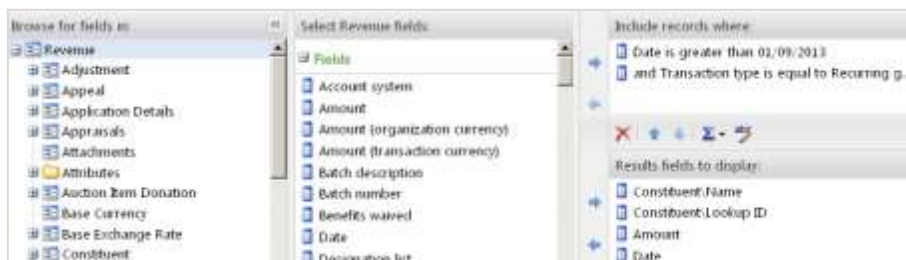 Browse for fields in:
Revenue
Adjustment
Appeal
Application Details
Appraisals
Attachments
Attributes
Auction Item Donation
Base Currency
Base Exchange Rate
Constituent
Select Revenue fields:
Fields
Account system
Amount
Amount (organization currency)
Amount (transaction currency)
Batch description
Batch number
Benefits waived
Date
Designation list
Include records where:
Date is greater than 01/09/2013
and Transaction type is equal to Recurring g..
Results fields to display:
Constituent\Name
Constituent\Lookup ID
Amount
Date